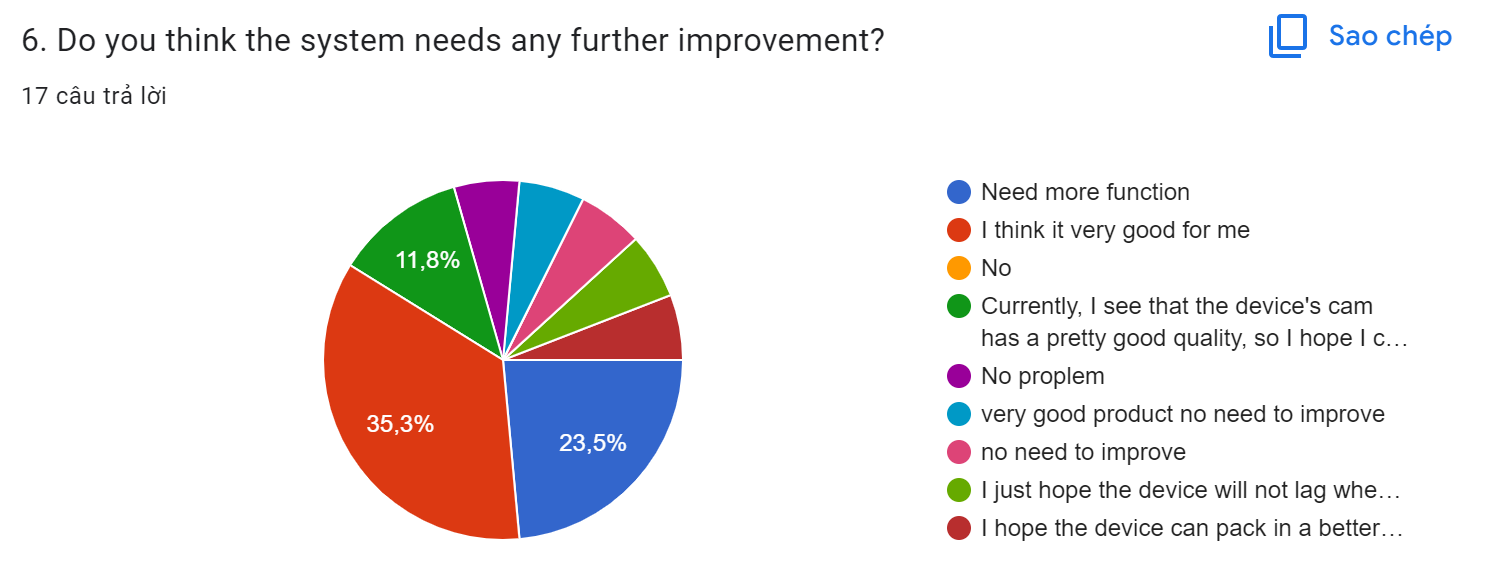 6. Do you think the system needs any further improvement?
Sao chép
17 câu trả lời
11,8%
35,3%
23,5%
Need more function
I think it very good for me
No
Currently, I see that the device's cam
has a pretty good quality, so I hope I c…
No proplem
very good product no need to improve
no need to improve
I just hope the device will not lag whe…
I hope the device can pack in a better…